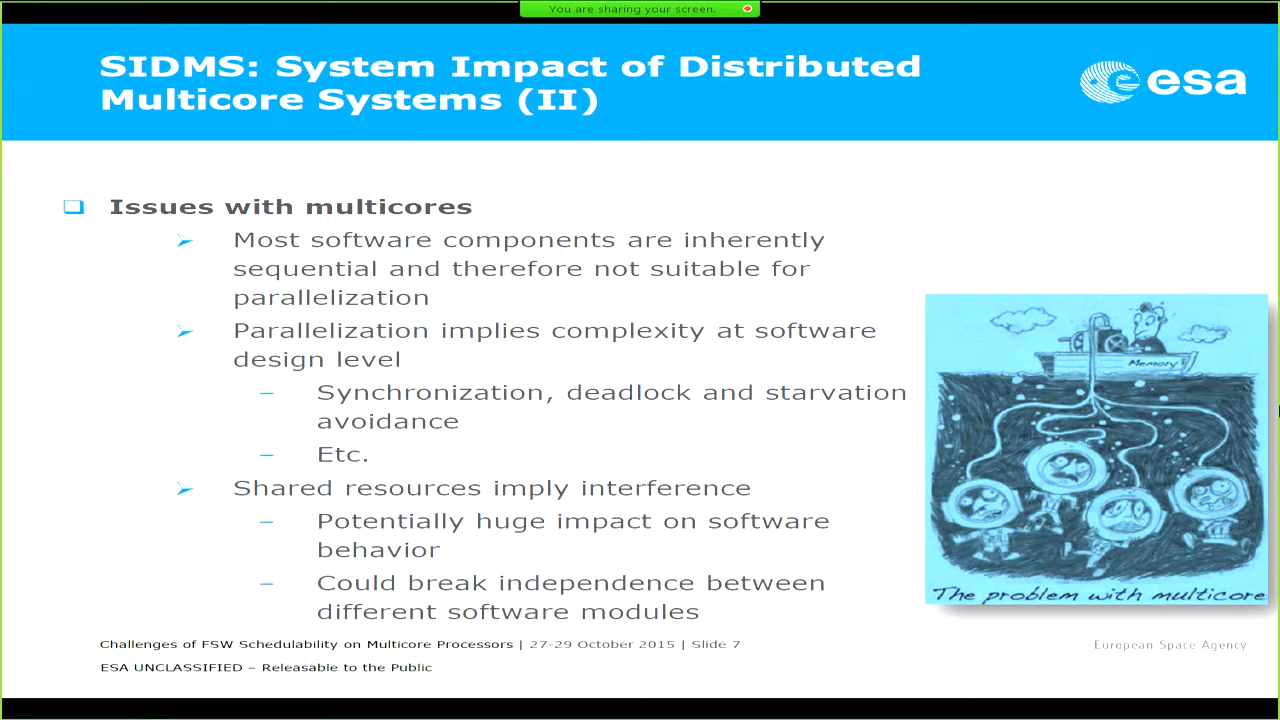 You are sharing your screen.
SIDMS: System Impact of Distributed
Multicore Systems (II)
esa
Issues with multicores
Most software components are inherently
sequential and therefore not suitable for
parallelization
Parallelization implies complexity at software
design level
– Synchronization, deadlock and starvation
avoidance
– Etc.
Shared resources imply interference
– Potentially huge impact on software
behavior
– Could break independence between
different software modules
Memory
The problem with multicore
Challenges of FSW Schedulability on Multicore Processors | 27-29 October 2015 | Slide 7
European Space Agency
ESA UNCLASSIFIED – Releasable to the Public